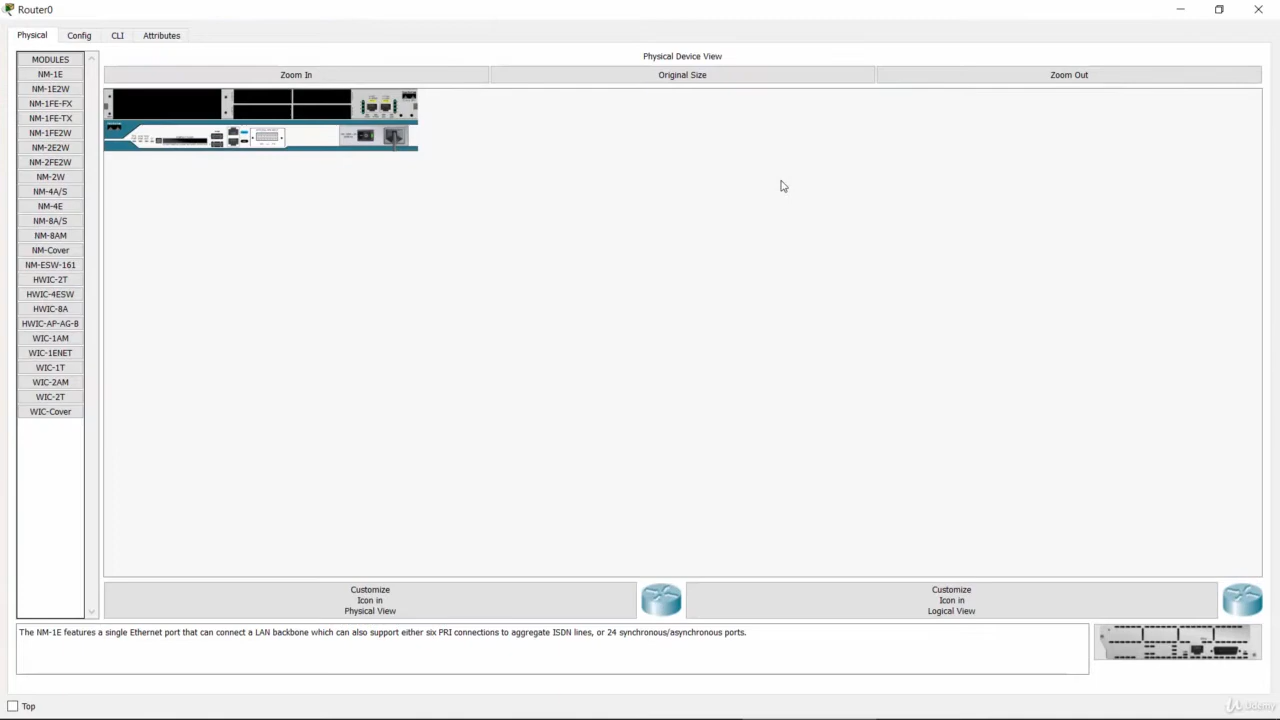 Router0
Physical
Config
CLI
Attributes
MODULES
NM-1E
NM-1E2W
NM-1FE-FX
NM-1FE-TX
NM-1FE2W
NM-2E2W
NM-2FE2W
NM-2W
NM-4A/S
NM-4E
NM-8A/S
NM-8AM
NM-Cover
NM-ESW-161
HWIC-2T
HWIC-4ESW
HWIC-8A
HWIC-AP-AG-B
WIC-1AM
WIC-1ENET
WIC-1T
WIC-2AM
WIC-2T
WIC-Cover
Physical Device View
Zoom In
Original Size
Zoom Out
Customize
Icon in
Physical View
Customize
Icon in
Logical View
The NM-1E features a single Ethernet port that can connect a LAN backbone which can also support either six PRI connections to aggregate ISDN lines, or 24 synchronous/asynchronous ports.
Top
Udemy